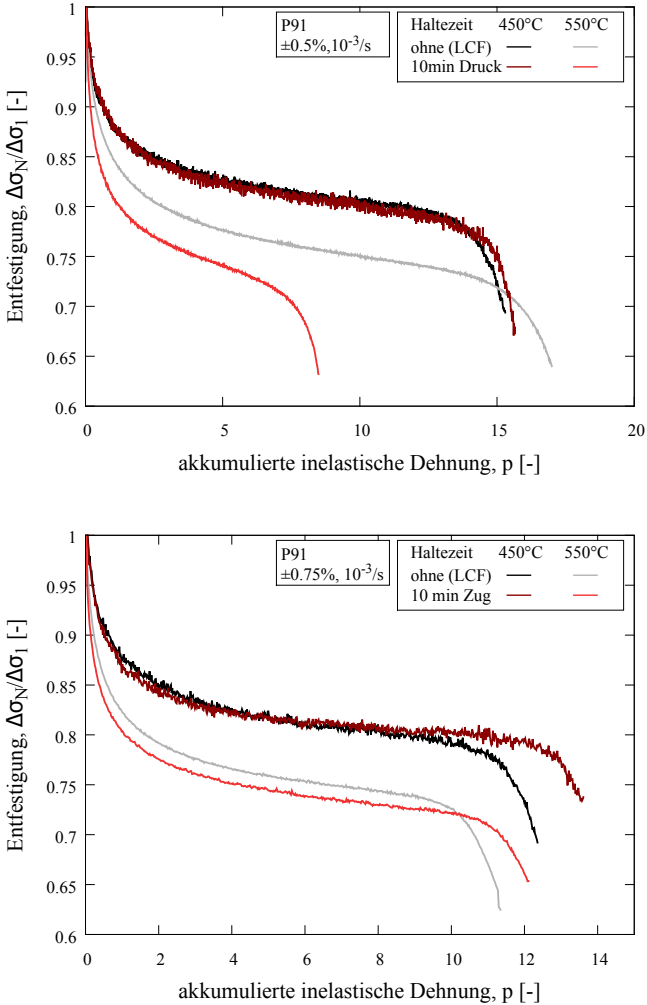 1
0.95
0.9
0.85
0.8
0.75
0.7
0.65
0.6
Entfestigung, Δσ_N/Δσ_1 [-]
P91
±0.5%,10^-3/s
Haltezeit 450°C 550°C
ohne (LCF)
10min Druck
0 5 10 15 20
akkumulierte inelastische Dehnung, p [-]
1
0.95
0.9
0.85
0.8
0.75
0.7
0.65
0.6
Entfestigung, Δσ_N/Δσ_1 [-]
P91
±0.75%, 10^-3/s
Haltezeit 450°C 550°C
ohne (LCF)
10 min Zug
0 2 4 6 8 10 12 14
akkumulierte inelastische Dehnung, p [-]